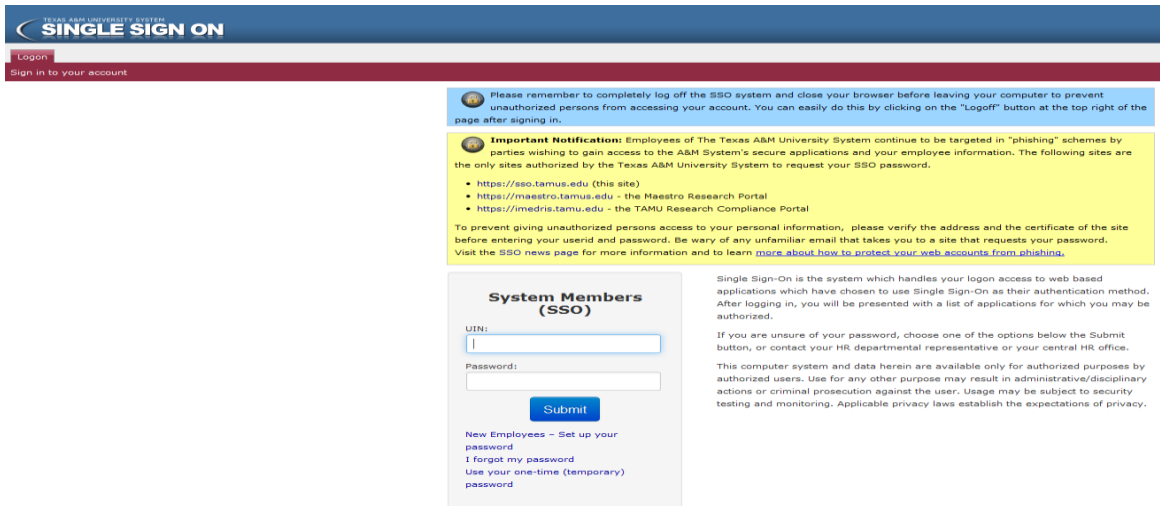 TEXAS A&M UNIVERSITY SYSTEM
SINGLE SIGN ON
Logon
Sign in to your account
Please remember to completely log off the SSO system and close your browser before leaving your computer to prevent
unauthorized persons from accessing your account. You can easily do this by clicking on the "Logoff" button at the top right of the
page after signing in.
Important Notification: Employees of The Texas A&M University System continue to be targeted in "phishing" schemes by
parties wishing to gain access to the A&M System's secure applications and your employee information. The following sites are
the only sites authorized by the Texas A&M University System to request your SSO password.
• https://sso.tamus.edu (this site)
• https://maestro.tamus.edu - the Maestro Research Portal
• https://imedris.tamu.edu - the TAMU Research Compliance Portal
To prevent giving unauthorized persons access to your personal information, please verify the address and the certificate of the site
before entering your userid and password. Be wary of any unfamiliar email that takes you to a site that requests your password.
Visit the SSO news page for more information and to learn more about how to protect your web accounts from phishing.
System Members
(SSO)
UIN:
Password:
Submit
New Employees – Set up your
password
I forgot my password
Use your one-time (temporary)
password
Single Sign-On is the system which handles your logon access to web based
applications which have chosen to use Single Sign-On as their authentication method.
After logging in, you will be presented with a list of applications for which you may be
authorized.
If you are unsure of your password, choose one of the options below the Submit
button, or contact your HR departmental representative or your central HR office.
This computer system and data herein are available only for authorized purposes by
authorized users. Use for any other purpose may result in administrative/disciplinary
actions or criminal prosecution against the user. Usage may be subject to security
testing and monitoring. Applicable privacy laws establish the expectations of privacy.